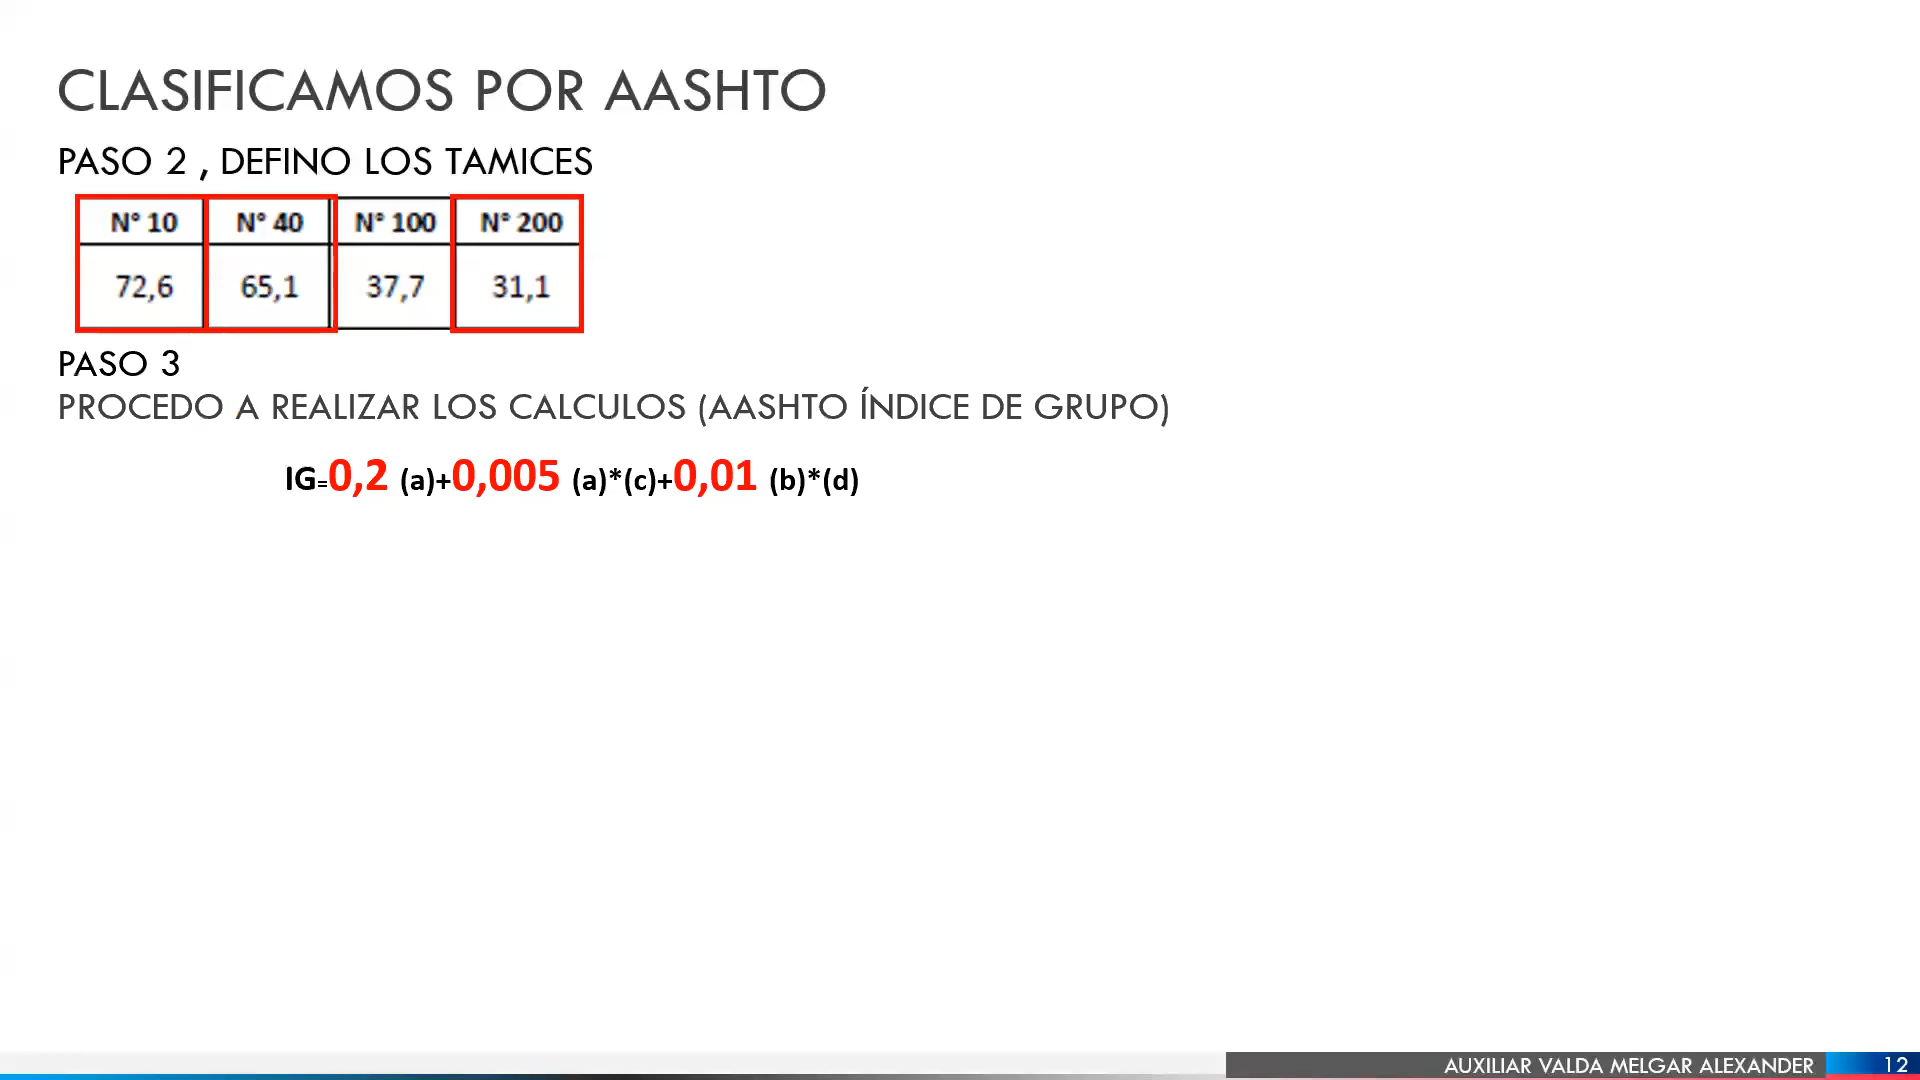 CLASIFICAMOS POR AASHTO
PASO 2 , DEFINO LOS TAMICES
N° 10 N° 40 N° 100 N° 200
72,6 65,1 37,7 31,1
PASO 3
PROCEDO A REALIZAR LOS CALCULOS (AASHTO ÍNDICE DE GRUPO)
IG=0,2 (a)+0,005 (a)*(c)+0,01 (b)*(d)
AUXILIAR VALDA MELGAR ALEXANDER 12